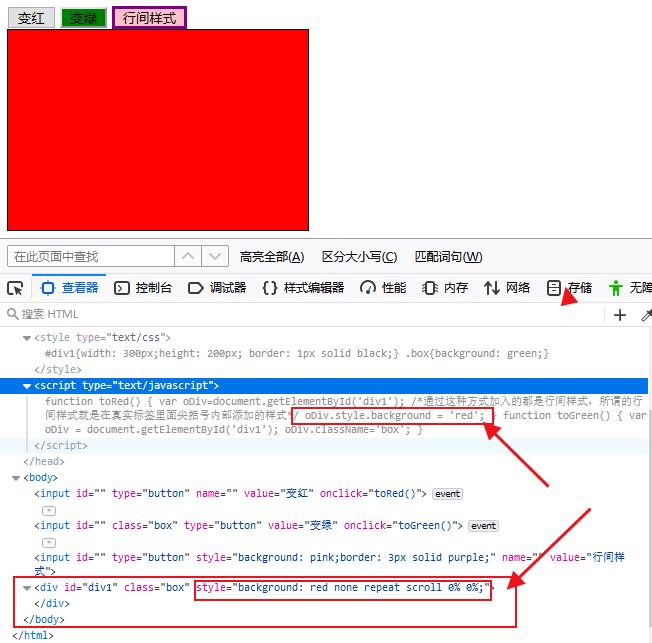 变红 变绿 行间样式
在此页面中查找 高亮全部(A) 区分大小写(C) 匹配词句(W)
查看器 控制台 调试器 {} 样式编辑器 性能 内存 网络 存储 无障
搜索 HTML +
<style type="text/css">
#div1{width: 300px;height: 200px; border: 1px solid black;} .box{background: green;}
</style>
<script type="text/javascript">
function toRed() { var oDiv=document.getElementById('div1'); /*通过这种方式加入的都是行间样式，所谓的行
间样式就是在真实标签里面尖括号内部添加的样式*/ oDiv.style.background = 'red'; } function toGreen() { var
oDiv = document.getElementById('div1'); oDiv.className='box'; }
</script>
</head>
<body>
<input id="" type="button" name="" value="变红" onclick="toRed()"> event
<input id="" class="box" type="button" value="变绿" onclick="toGreen()"> event
<input id="" type="button" style="background: pink;border: 3px solid purple;" name="" value="行间样
式">
<div id="div1" class="box" style="background: red none repeat scroll 0% 0%;">
</div>
</body>
</html>